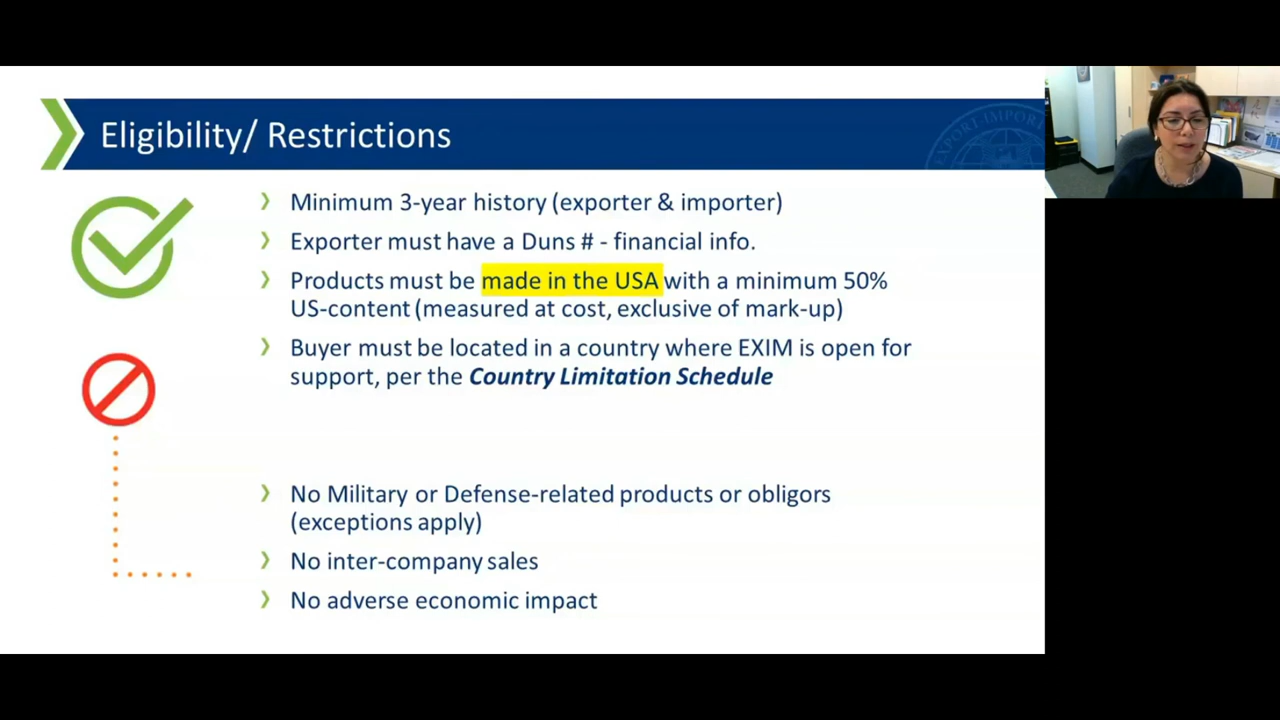 Eligibility/ Restrictions
EXPORT-IMPOR
Minimum 3-year history (exporter & importer)
Exporter must have a Duns # - financial info.
Products must be made in the USA with a minimum 50%
US-content (measured at cost, exclusive of mark-up)
Buyer must be located in a country where EXIM is open for
support, per the Country Limitation Schedule
No Military or Defense-related products or obligors
(exceptions apply)
No inter-company sales
No adverse economic impact